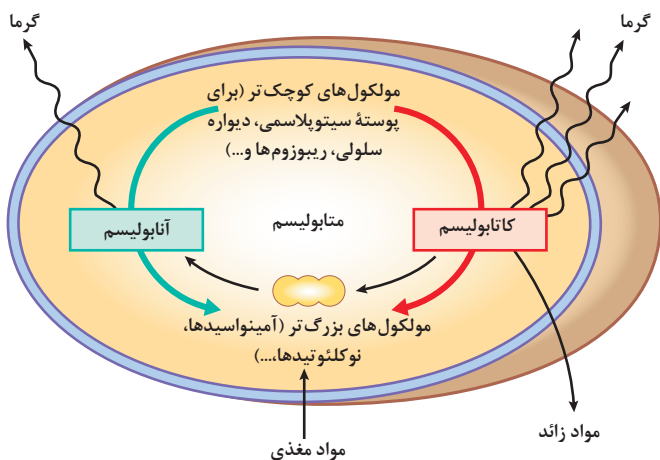 گرما
گرما
مولکول‌های کوچک‌تر (برای
پوستهٔ سیتوپلاسمی، دیواره
سلولی، ریبوزوم‌ها و...)
کاتابولیسم
متابولیسم
آنابولیسم
مولکول‌های بزرگ‌تر (آمینواسیدها،
نوکلئوتیدها،...)
مواد زائد
مواد مغذی